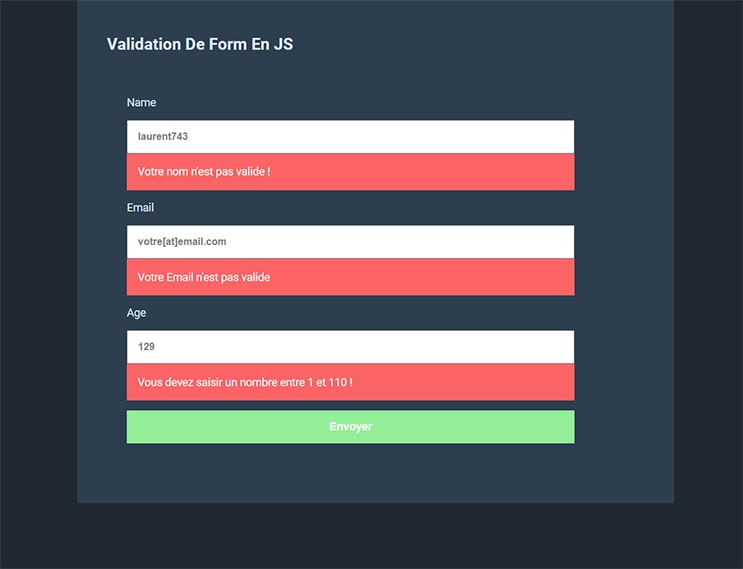 Validation De Form En JS
Name
laurent743
Votre nom n'est pas valide !
Email
votre[at]email.com
Votre Email n'est pas valide
Age
129
Vous devez saisir un nombre entre 1 et 110 !
Envoyer